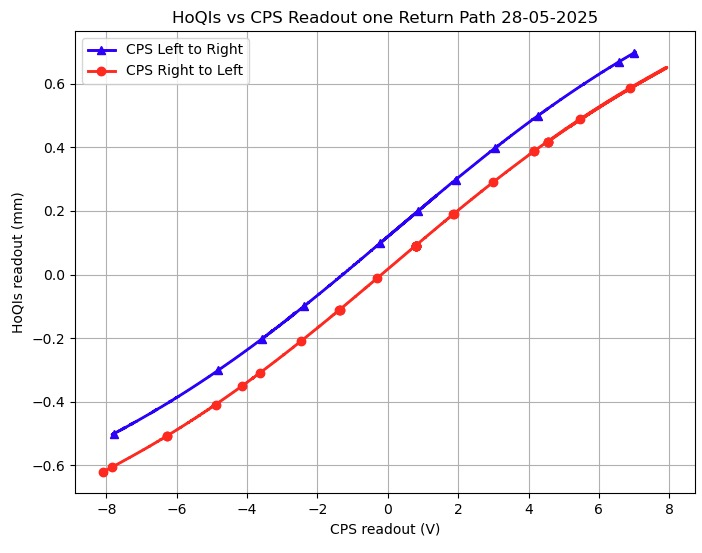 HoQIs vs CPS Readout one Return Path 28-05-2025
CPS Left to Right
CPS Right to Left
0.6
0.4
0.2
0.0
−0.2
−0.4
−0.6
HoQIs readout (mm)
−8 −6 −4 −2 0 2 4 6 8
CPS readout (V)